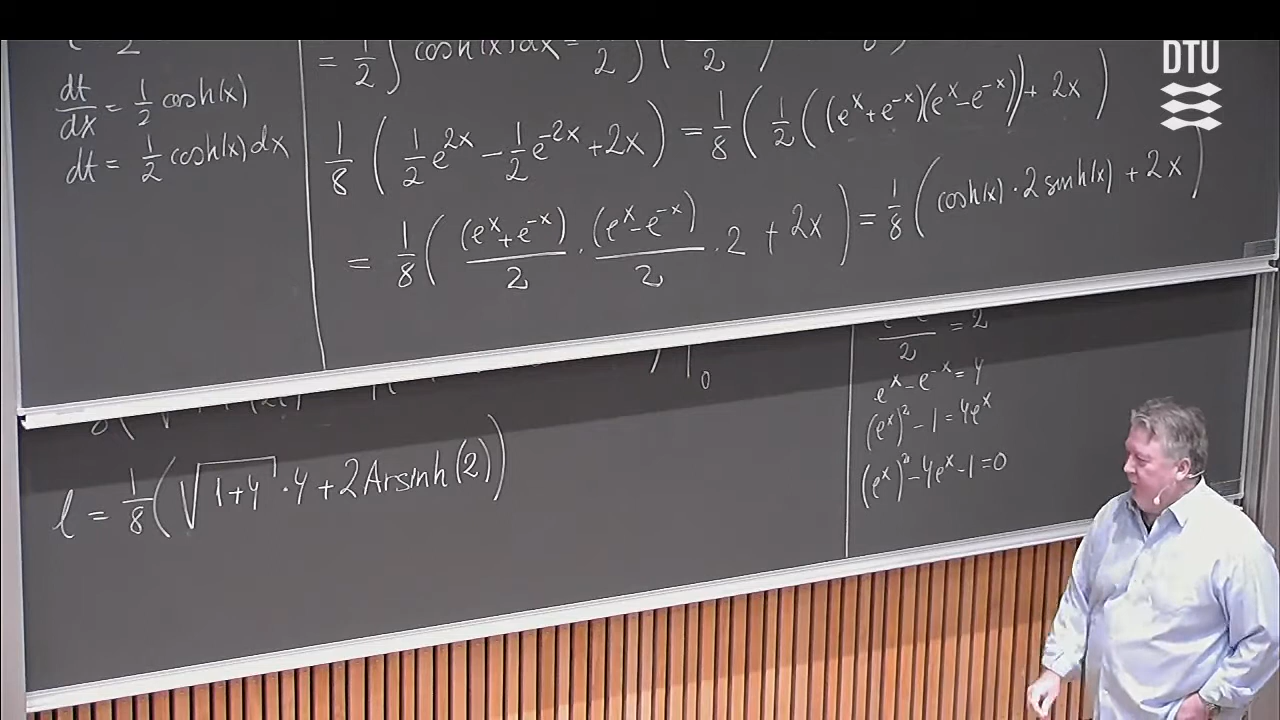 dt/dx = 1/2 cosh(x)
dt = 1/2 cosh(x) dx
= 1/2 ∫ cosh(x) dx =
1/8 ( 1/2 e^{2x} − 1/2 e^{−2x} + 2x ) = 1/8 ( 1/2 ((e^x + e^{−x})(e^x − e^{−x})) + 2x )
= 1/8 ( (e^x + e^{−x})/2 · (e^x − e^{−x})/2 · 2 + 2x ) = 1/8 ( cosh(x) · 2 sinh(x) + 2x )
l = 1/8 ( √(1+4) · 4 + 2 Arsinh(2) )
/2 = 2
e^x − e^{−x} = 4
(e^x)^2 − 1 = 4e^x
(e^x)^2 − 4e^x − 1 = 0
DTU